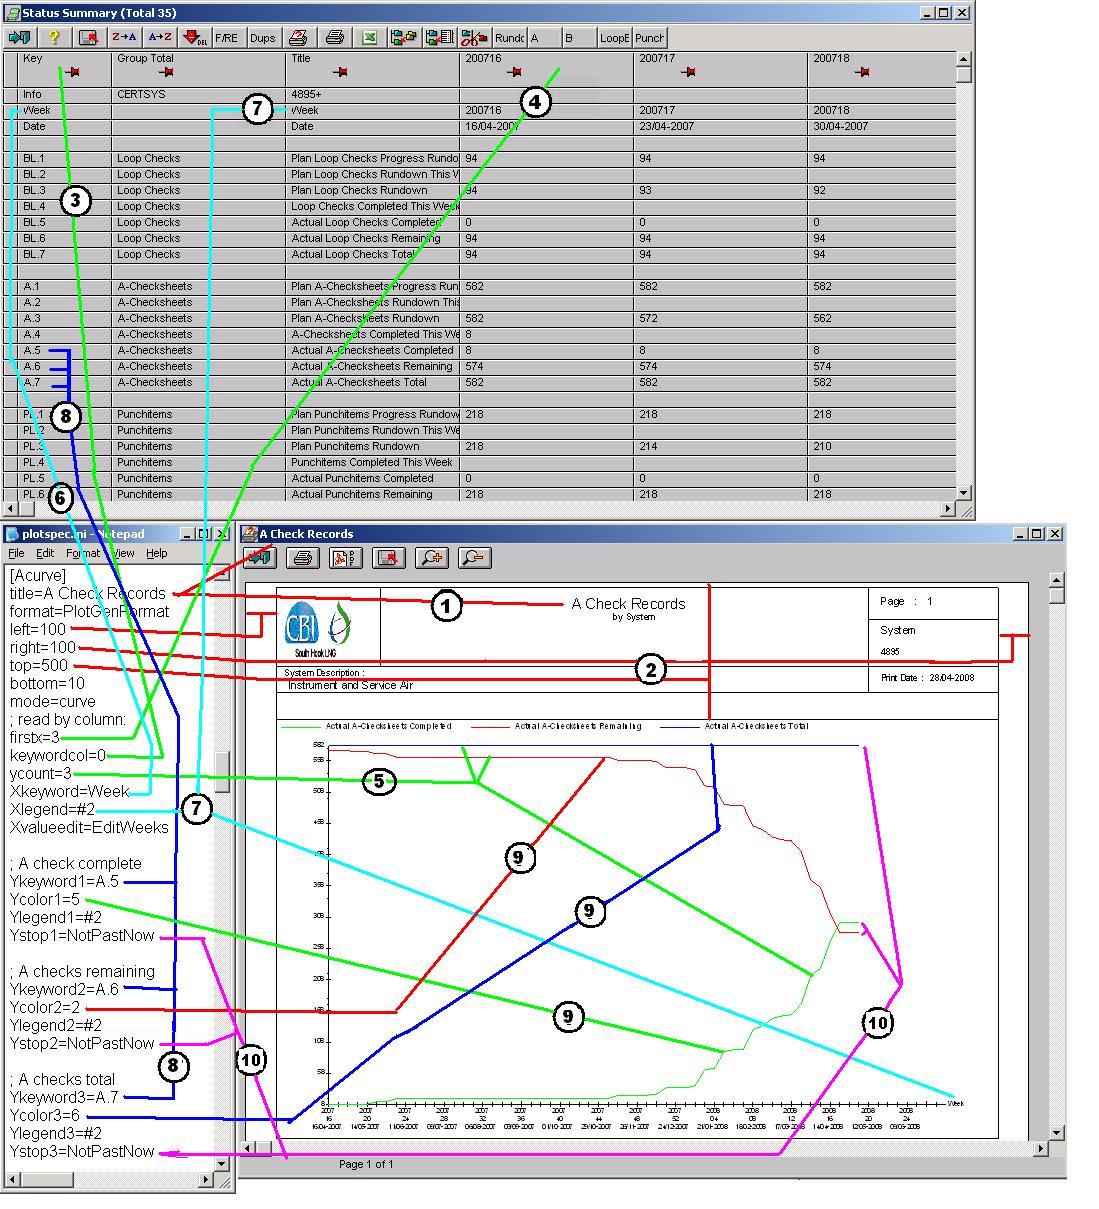 Status Summary (Total 35)
Z→A A→Z DEL F/RE Dups Rundc A B LoopE Punch
Key Group Total Title 200716 200717 200718
Info CERTSYS 4895+
Week Week 200716 200717 200718
Date Date 16/04-2007 23/04-2007 30/04-2007
BL.1 Loop Checks Plan Loop Checks Progress Rundo 94 94 94
BL.2 Loop Checks Plan Loop Checks Rundown This W
BL.3 Loop Checks Plan Loop Checks Rundown 94 93 92
BL.4 Loop Checks Loop Checks Completed This Week
BL.5 Loop Checks Actual Loop Checks Completed 0 0 0
BL.6 Loop Checks Actual Loop Checks Remaining 94 94 94
BL.7 Loop Checks Actual Loop Checks Total 94 94 94
A.1 A-Checksheets Plan A-Checksheets Progress Run 582 582 582
A.2 A-Checksheets Plan A-Checksheets Rundown This
A.3 A-Checksheets Plan A-Checksheets Rundown 582 572 562
A.4 A-Checksheets A-Checksheets Completed This We 8
A.5 A-Checksheets Actual A-Checksheets Completed 8 8 8
A.6 A-Checksheets Actual A-Checksheets Remaining 574 574 574
A.7 A-Checksheets Actual A-Checksheets Total 582 582 582
PL.1 Punchitems Plan Punchitems Progress Rundow 218 218 218
PL.2 Punchitems Plan Punchitems Rundown This We
PL.3 Punchitems Plan Punchitems Rundown 218 214 210
PL.4 Punchitems Punchitems Completed This Week
PL.5 Punchitems Actual Punchitems Completed 0 0 0
PL.6 Punchitems Actual Punchitems Remaining 218 218 218
7
4
3
8
6
plotspec.ini - Notepad
File Edit Format View Help
[Acurve]
title=A Check Records
format=PlotGenFormat
left=100
right=100
top=500
bottom=10
mode=curve
; read by column:
firstx=3
keywordcol=0
ycount=3
Xkeyword=Week
Xlegend=#2
Xvalueedit=EditWeeks
; A check complete
Ykeyword1=A.5
Ycolor1=5
Ylegend1=#2
Ystop1=NotPastNow
; A checks remaining
Ykeyword2=A.6
Ycolor2=2
Ylegend2=#2
Ystop2=NotPastNow
; A checks total
Ykeyword3=A.7
Ycolor3=6
Ylegend3=#2
Ystop3=NotPastNow
7
8
10
A Check Records
PDF
CBI
South Hook LNG
A Check Records
by System
Page : 1
System
4895
System Description :
Instrument and Service Air
Print Date : 28/04-2008
1
2
Actual A-Checksheets Completed Actual A-Checksheets Remaining Actual A-Checksheets Total
582
558
508
458
358
308
258
208
108
58
8
5
9
9
9
10
Week
Page 1 of 1